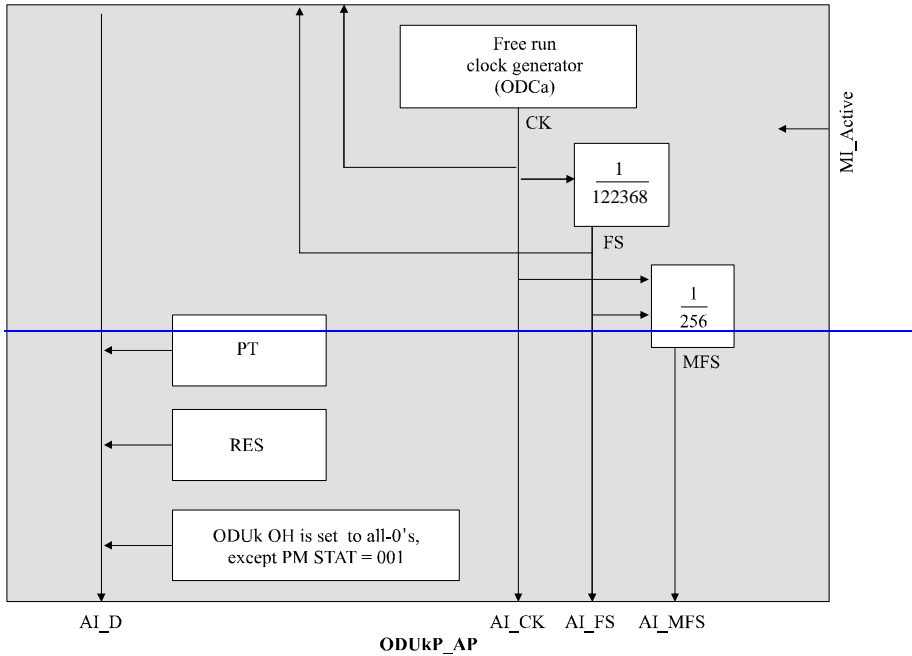 Free run
clock generator
(ODCa)
CK
MI_Active
1
122368
FS
1
256
MFS
PT
RES
ODUk OH is set to all-0's,
except PM STAT = 001
AI_D
AI_CK
AI_FS
AI_MFS
ODUkP_AP